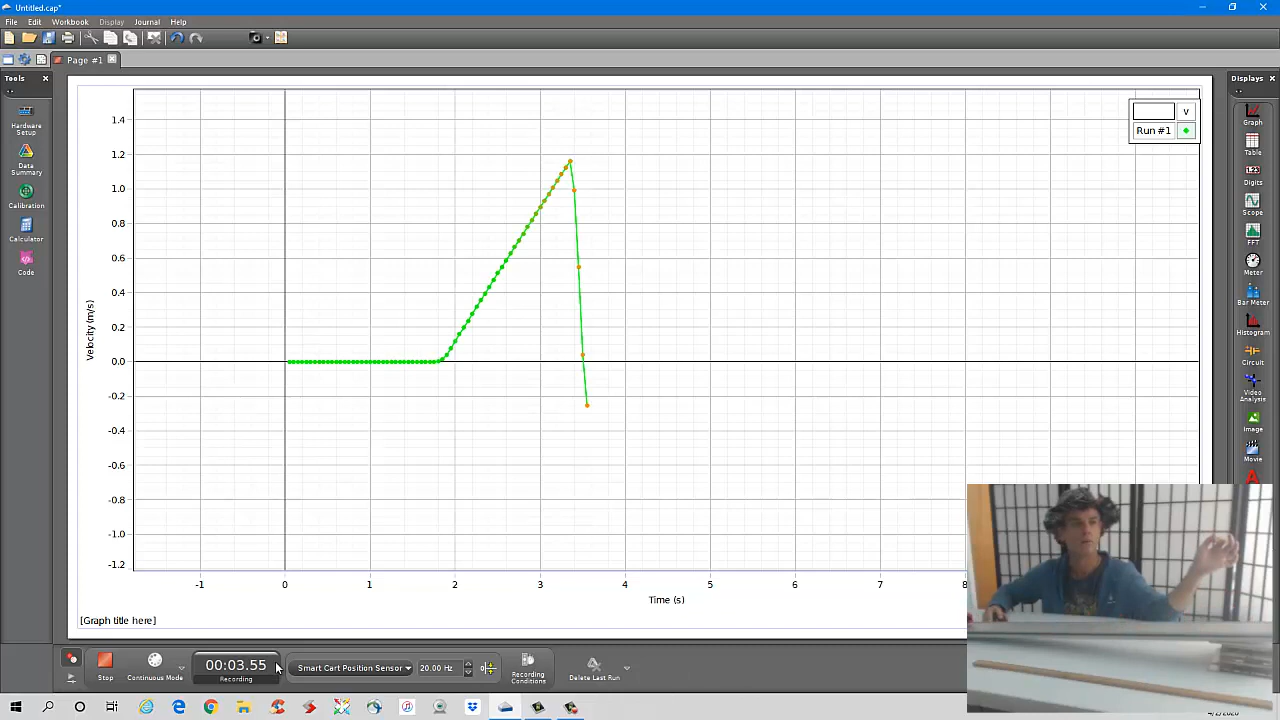 Untitled.cap*
File Edit Workbook Display Journal Help
Page #1
Tools
Displays
Hardware
Setup
Data
Summary
Calibration
Calculator
Code
1.4
1.2
1.0
0.8
0.6
0.4
0.2
0.0
-0.2
-0.4
-0.6
-0.8
-1.0
-1.2
Velocity (m/s)
-1 0 1 2 3 4 5 6 7 8
Time (s)
[Graph title here]
v
Run #1
Graph
Table
1.23
Digits
Scope
FFT
Meter
Bar Meter
Histogram
Circuit
Video
Analysis
Image
Movie
A
Stop
Continuous Mode
00:03.55
Recording
Smart Cart Position Sensor
20.00 Hz
Recording
Conditions
Delete Last Run